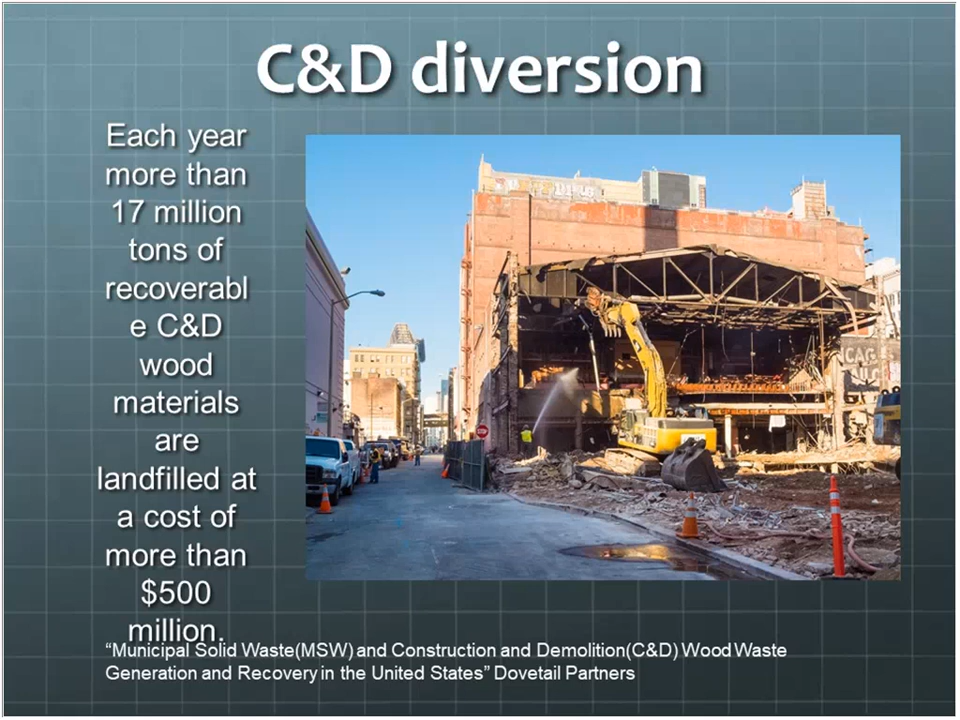 C&D diversion
Each year
more than
17 million
tons of
recoverabl
e C&D
wood
materials
are
landfilled at
a cost of
more than
$500
million.
“Municipal Solid Waste(MSW) and Construction and Demolition(C&D) Wood Waste
Generation and Recovery in the United States” Dovetail Partners